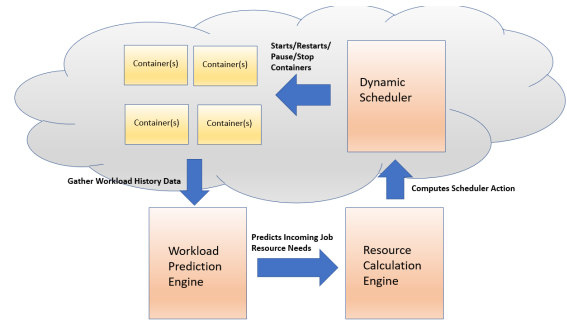 Container(s)
Container(s)
Starts/Restarts/
Pause/Stop
Containers
Dynamic
Scheduler
Container(s)
Container(s)
Gather Workload History Data
Computes Scheduler Action
Workload
Prediction
Engine
Predicts Incoming Job
Resource Needs
Resource
Calculation
Engine